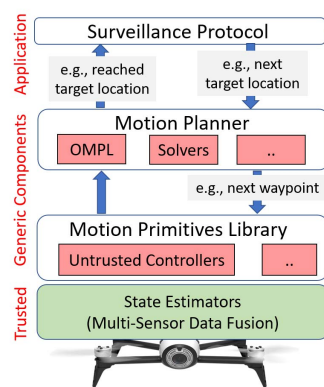 Application
Surveillance Protocol
e.g., reached
target location
e.g., next
target location
Generic Components
Motion Planner
OMPL
Solvers
..
e.g., next waypoint
Motion Primitives Library
Untrusted Controllers
..
Trusted
State Estimators
(Multi-Sensor Data Fusion)